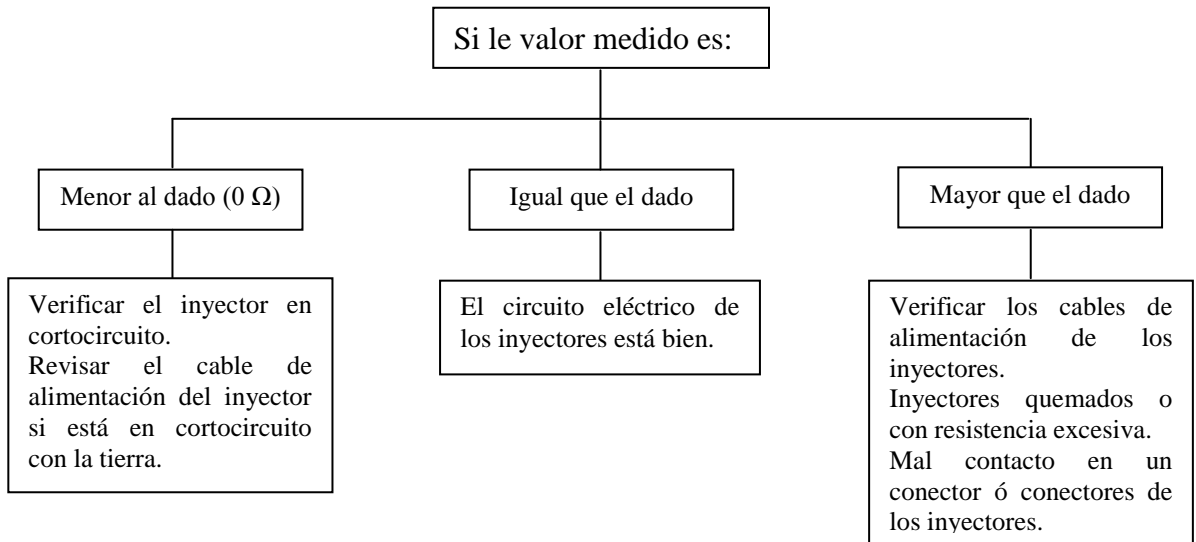 Si le valor medido es:
Menor al dado (0 Ω)
Igual que el dado
Mayor que el dado
Verificar el inyector en
cortocircuito.
Revisar el cable de
alimentación del inyector
si está en cortocircuito
con la tierra.
El circuito eléctrico de
los inyectores está bien.
Verificar los cables de
alimentación de los
inyectores.
Inyectores quemados o
con resistencia excesiva.
Mal contacto en un
conector ó conectores de
los inyectores.